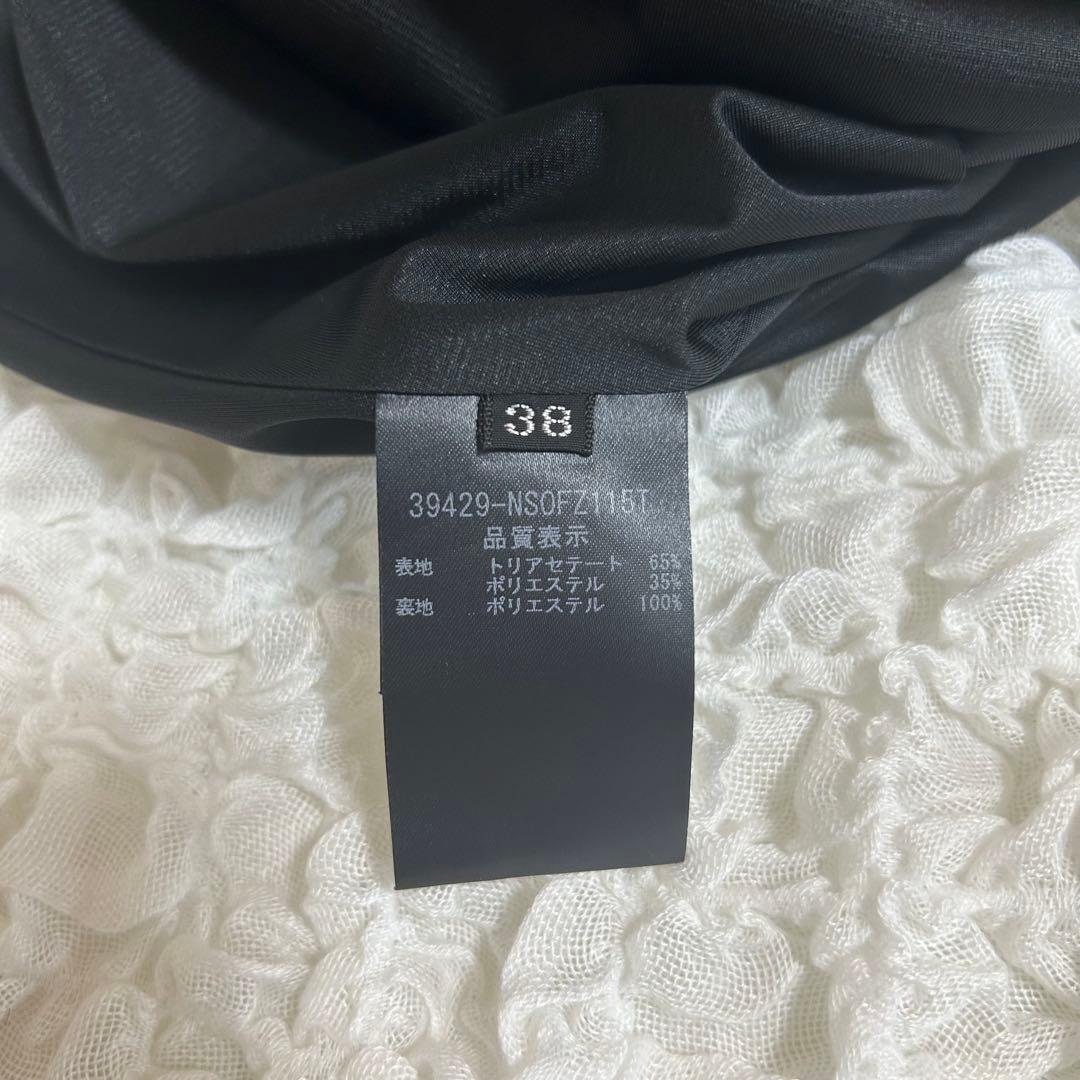 38
39429-NSOFZ115T
品質表示
表地 トリアセテート 65%
ポリエステル 35%
裏地 ポリエステル 100%